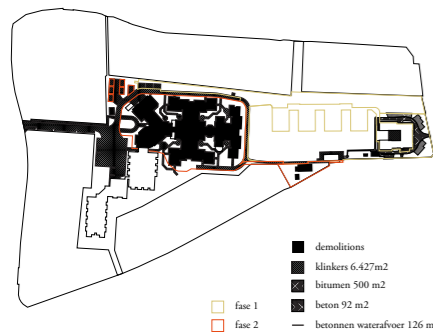 demolitions
klinkers 6.427m2
bitumen 500 m2
fase 1
beton 92 m2
fase 2
betonnen waterafvoer 126 m